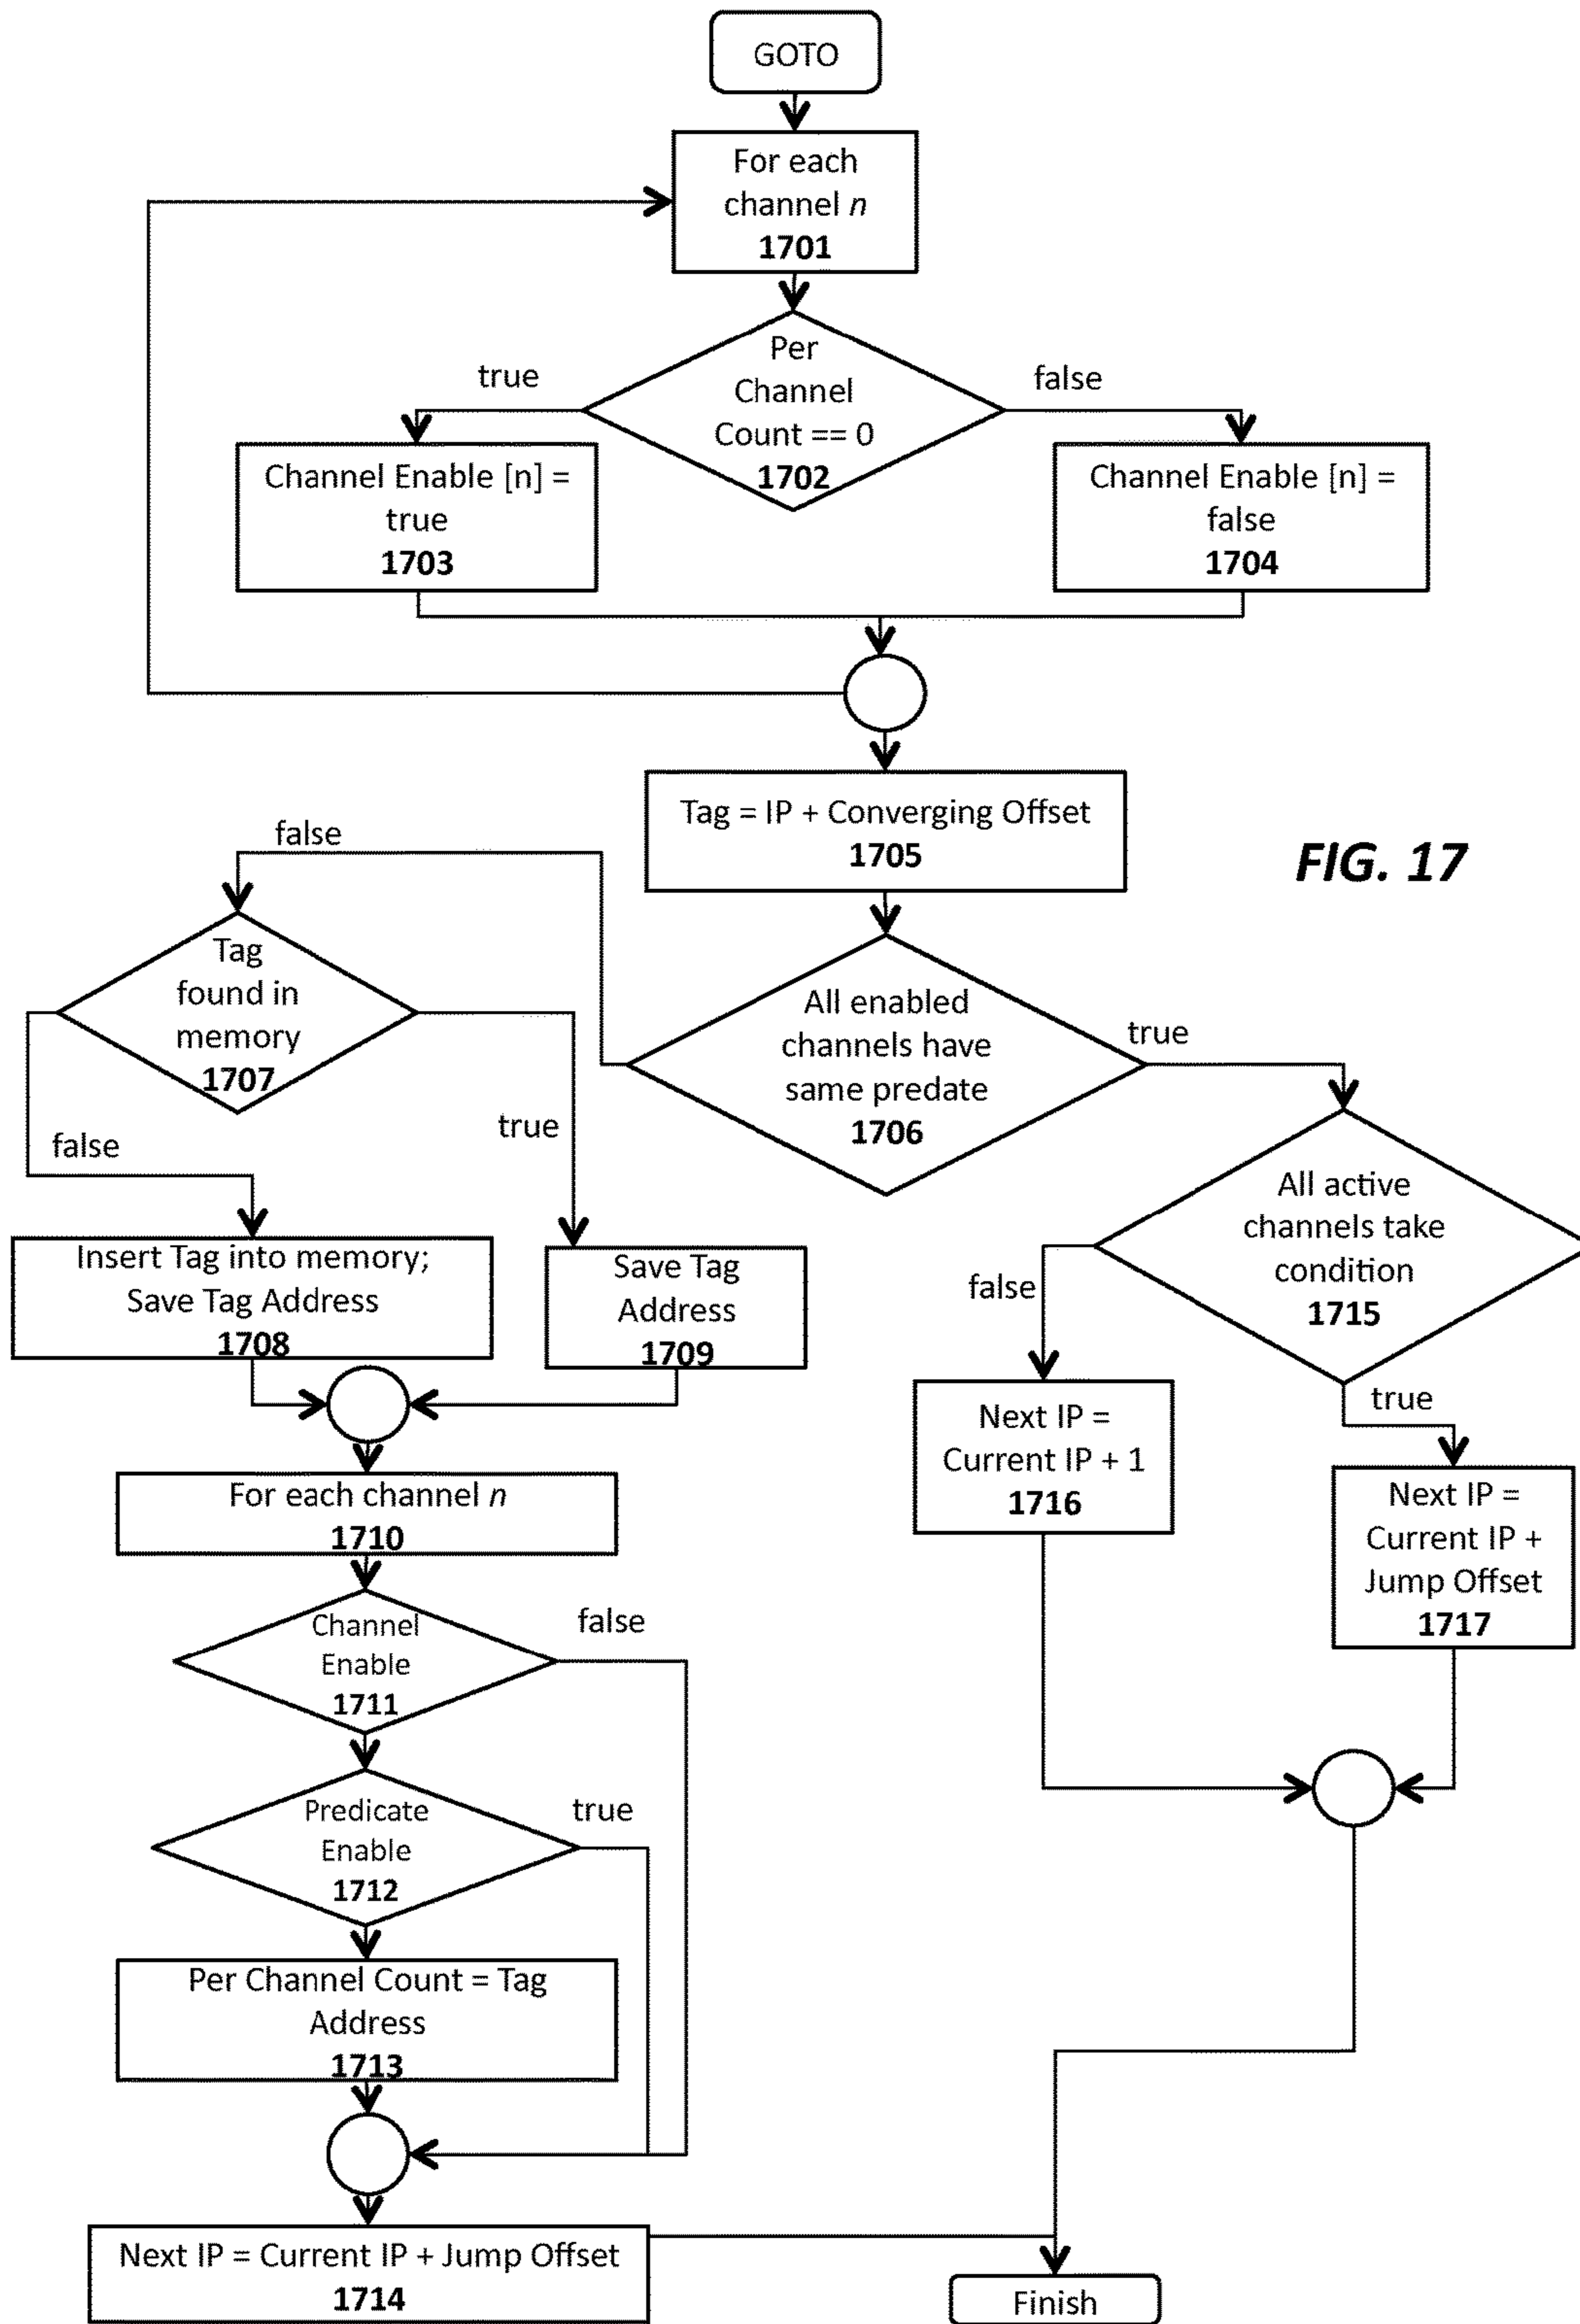 GOTO
For each
channel n
1701
Per
Channel
Count == 0
1702
true
false
Channel Enable [n] =
true
1703
Channel Enable [n] =
false
1704
Tag = IP + Converging Offset
1705
FIG. 17
false
Tag
found in
memory
1707
All enabled
channels have
same predate
1706
true
false
true
All active
channels take
condition
1715
Insert Tag into memory;
Save Tag Address
1708
Save Tag
Address
1709
false
true
Next IP =
Current IP + 1
1716
Next IP =
Current IP +
Jump Offset
1717
For each channel n
1710
Channel
Enable
1711
false
Predicate
Enable
1712
true
Per Channel Count = Tag
Address
1713
Next IP = Current IP + Jump Offset
1714
Finish